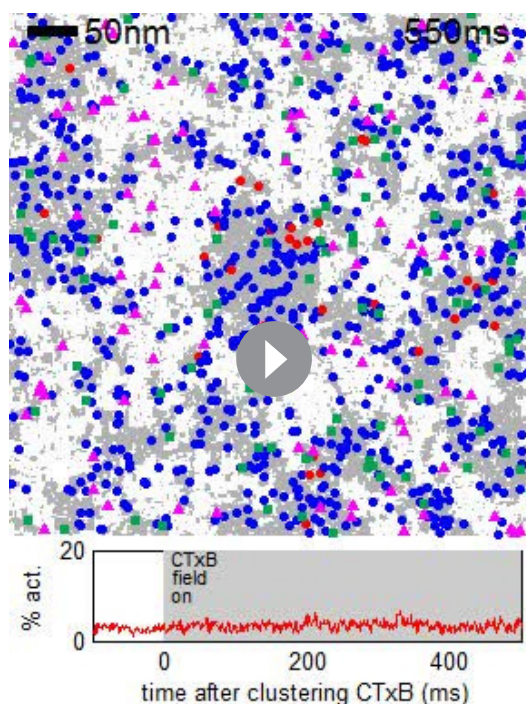 50nm 550ms
20
CTxB
field
on
% act.
0
0 200 400
time after clustering CTxB (ms)